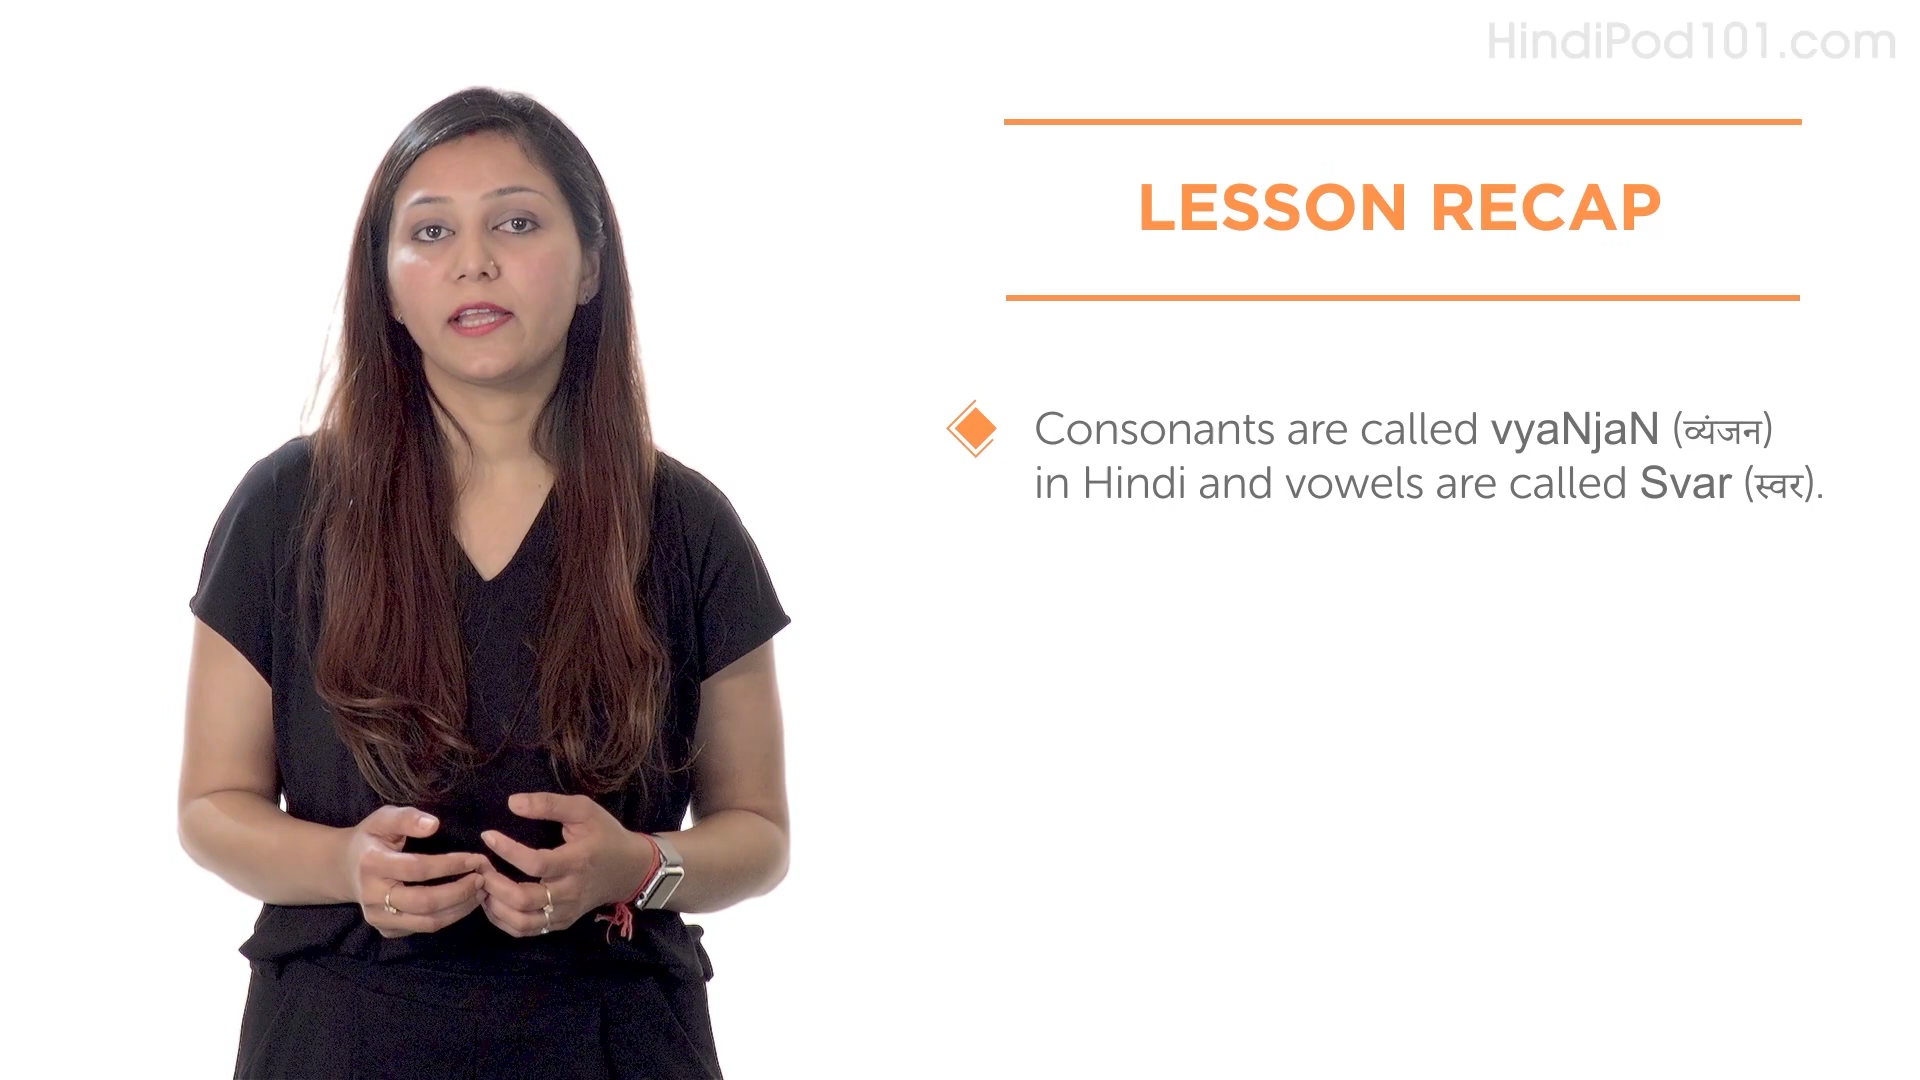 HindiPod101.com
LESSON RECAP
Consonants are called vyaNjaN (व्यंजन)
in Hindi and vowels are called Svar (स्वर).